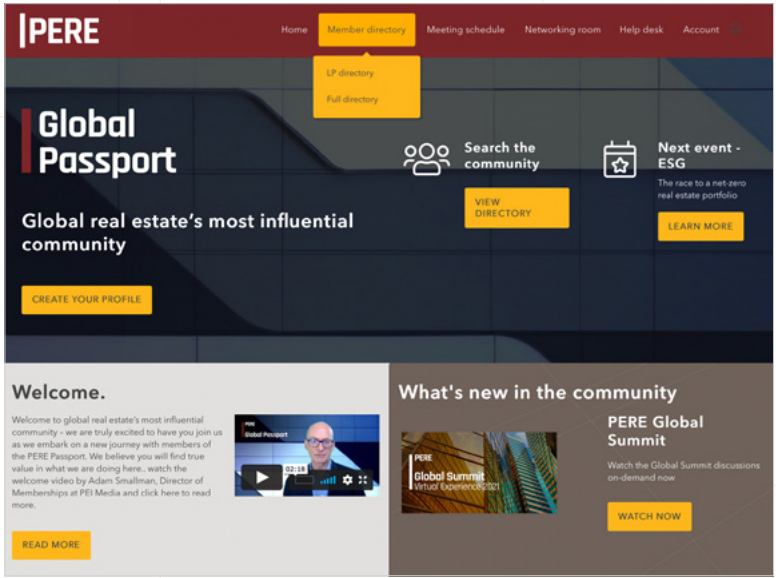 PERE
Home Member directory Meeting schedule Networking room Help desk Account
LP directory
Full directory
Global
Passport
Global real estate's most influential
community
CREATE YOUR PROFILE
Search the
community
VIEW
DIRECTORY
Next event -
ESG
The race to a net-zero
real estate portfolio
LEARN MORE
Welcome.
Welcome to global real estate's most influential
community - we are truly excited to have you join us
as we embark on a new journey with members of
the PERE Passport. We believe you will find true
value in what we are doing here.. watch the
welcome video by Adam Smallman, Director of
Memberships at PEI Media and click here to read
more.
READ MORE
PERE
Global Passport
02:18
What's new in the community
PERE
Global Summit
Virtual Experience 2021
PERE Global
Summit
Watch the Global Summit discussions
on-demand now
WATCH NOW